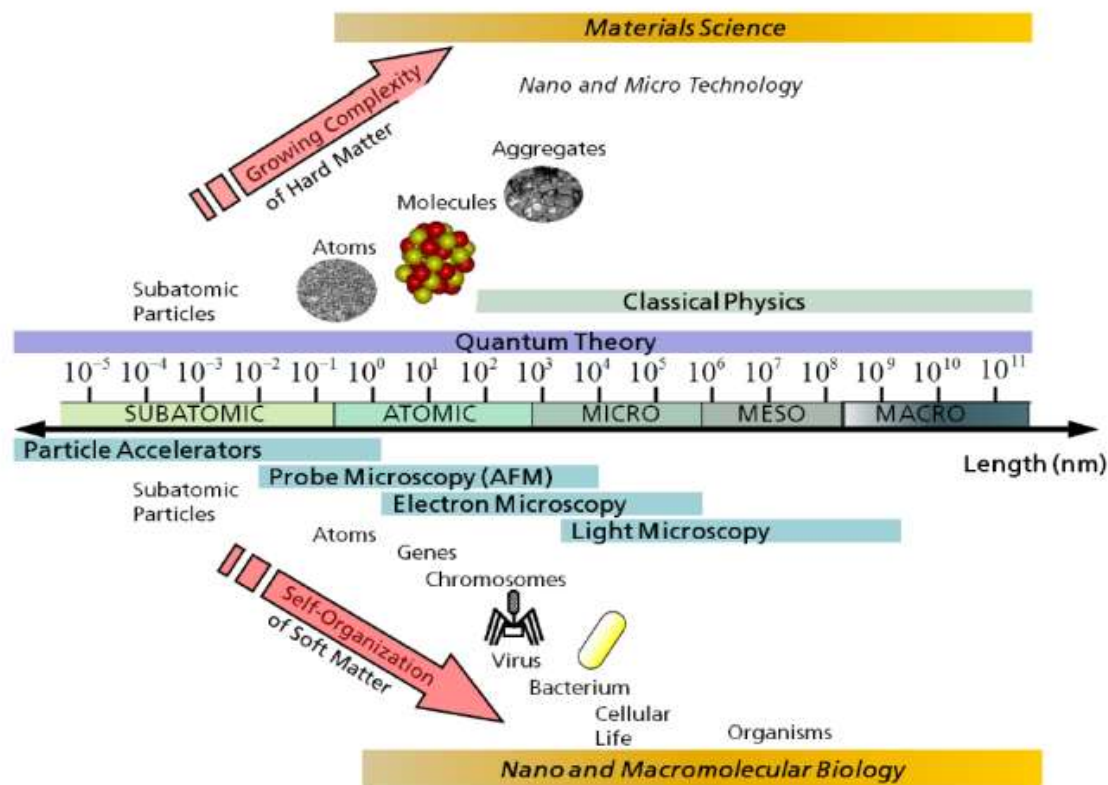 Materials Science
Nano and Micro Technology
Growing Complexity
of Hard Matter
Aggregates
Molecules
Atoms
Subatomic
Particles
Classical Physics
Quantum Theory
10⁻⁵ 10⁻⁴ 10⁻³ 10⁻² 10⁻¹ 10⁰ 10¹ 10² 10³ 10⁴ 10⁵ 10⁶ 10⁷ 10⁸ 10⁹ 10¹⁰ 10¹¹
SUBATOMIC ATOMIC MICRO MESO MACRO
Particle Accelerators
Length (nm)
Probe Microscopy (AFM)
Subatomic
Particles
Electron Microscopy
Light Microscopy
Atoms
Genes
Chromosomes
Self-Organization
of Soft Matter
Virus
Bacterium
Cellular
Life
Organisms
Nano and Macromolecular Biology